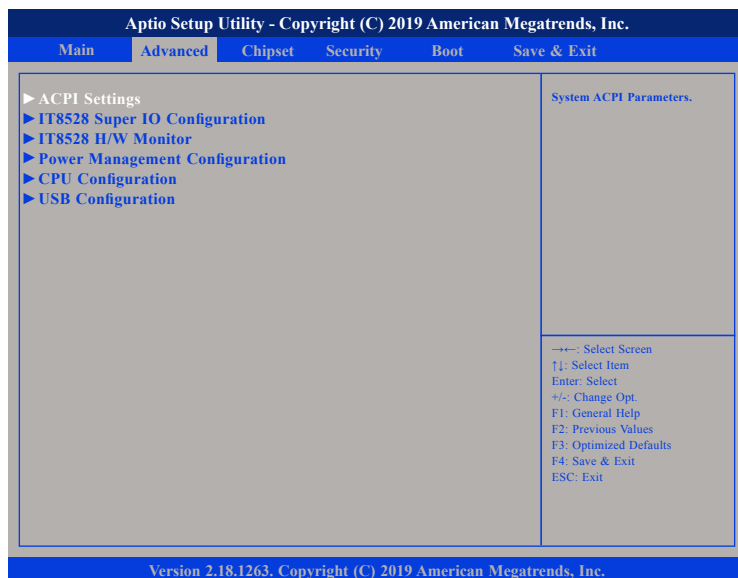 Aptio Setup Utility - Copyright (C) 2019 American Megatrends, Inc.
Main Advanced Chipset Security Boot Save & Exit
►ACPI Settings
►IT8528 Super IO Configuration
►IT8528 H/W Monitor
►Power Management Configuration
►CPU Configuration
►USB Configuration
System ACPI Parameters.
→←: Select Screen
↑↓: Select Item
Enter: Select
+/-: Change Opt.
F1: General Help
F2: Previous Values
F3: Optimized Defaults
F4: Save & Exit
ESC: Exit
Version 2.18.1263. Copyright (C) 2019 American Megatrends, Inc.